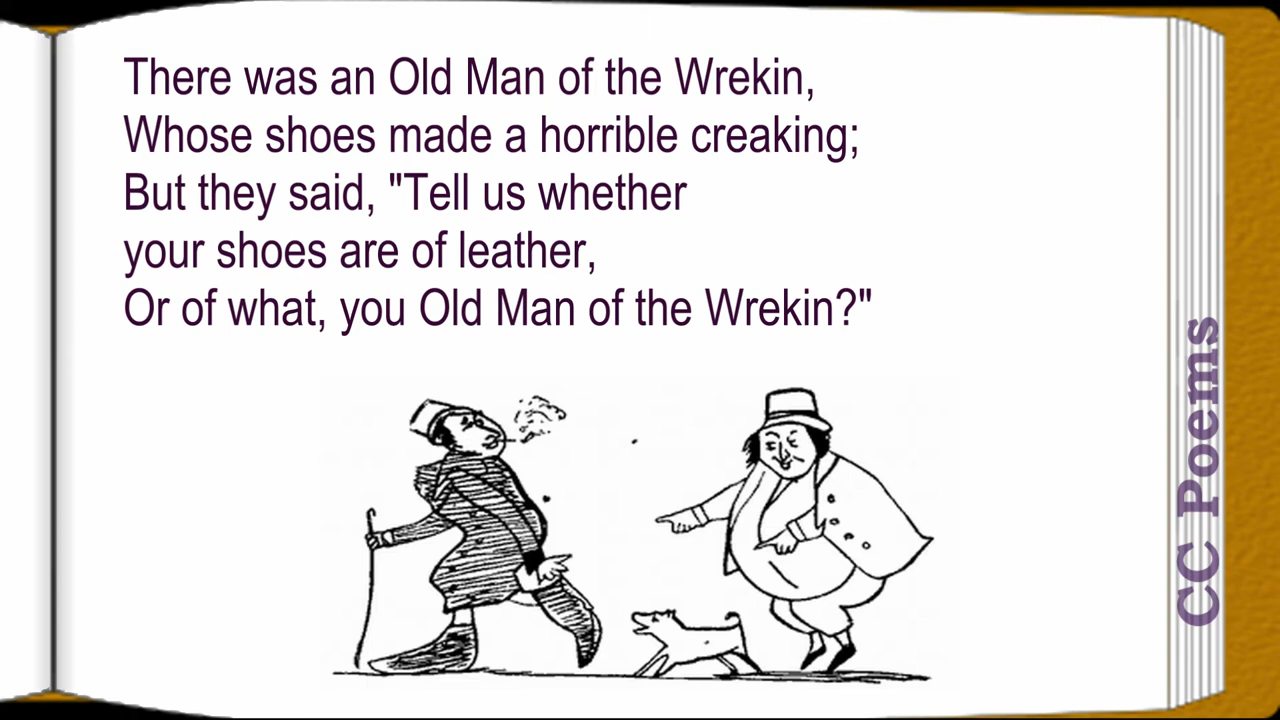 There was an Old Man of the Wrekin,
Whose shoes made a horrible creaking;
But they said, "Tell us whether
your shoes are of leather,
Or of what, you Old Man of the Wrekin?"
CC Poems